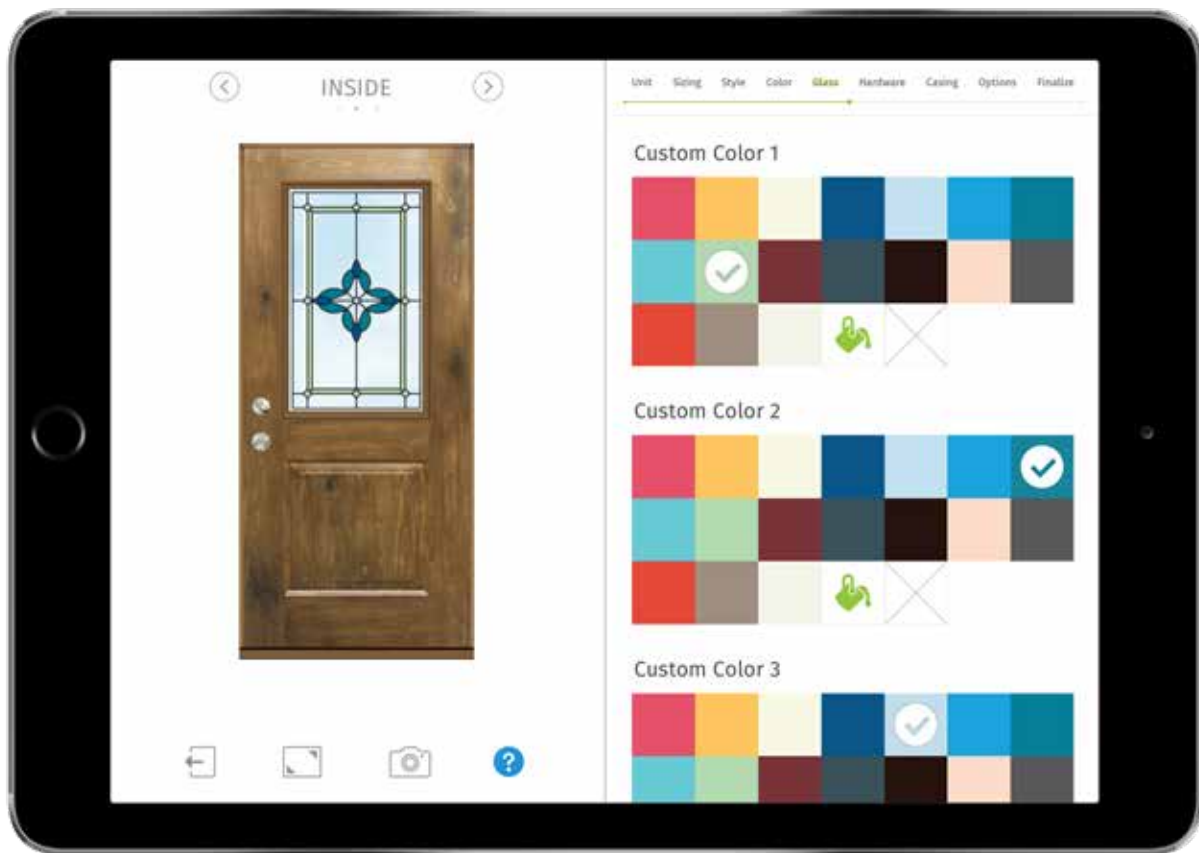 INSIDE
Unit Sizing Style Color Glass Hardware Casing Options Finalize
Custom Color 1
Custom Color 2
Custom Color 3
?